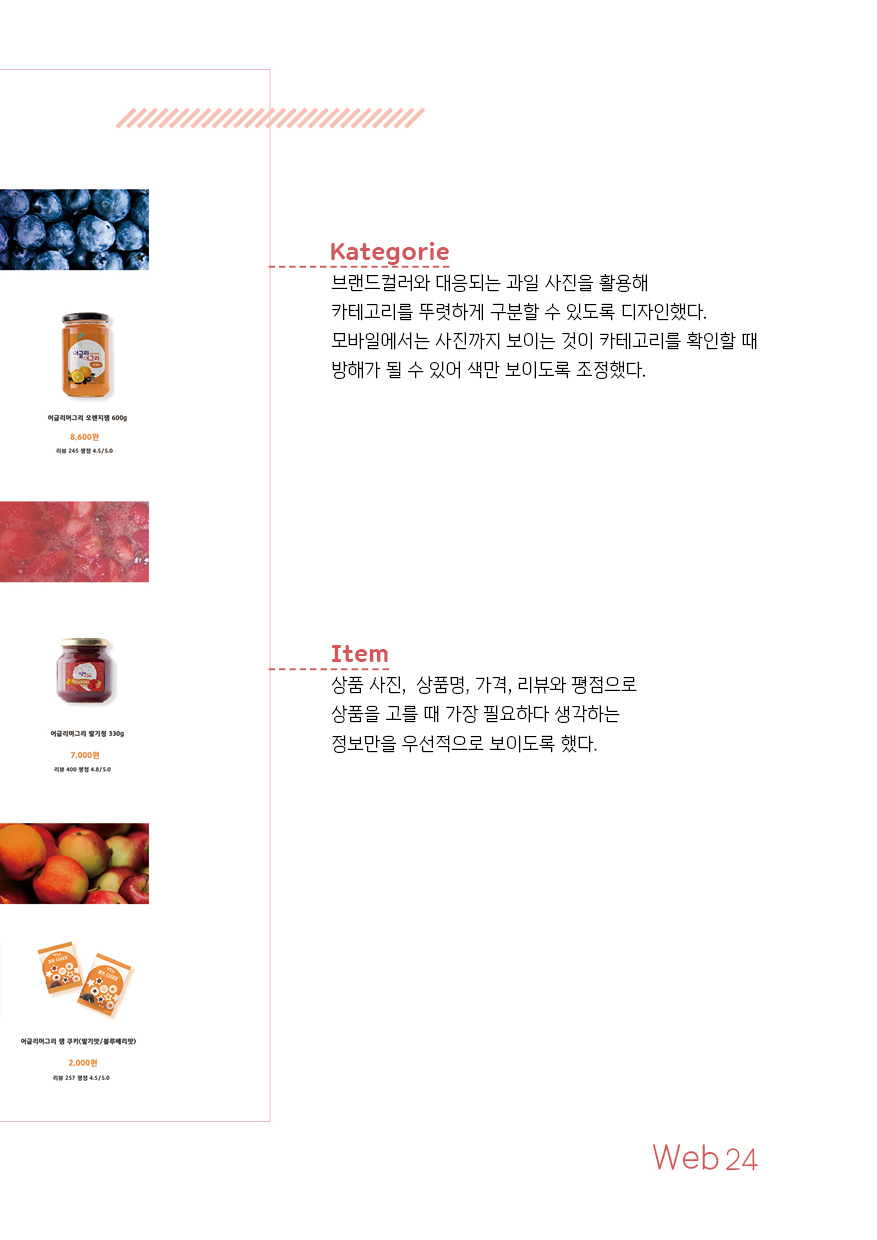 Kategorie
브랜드컬러와 대응되는 과일 사진을 활용해
카테고리를 뚜렷하게 구분할 수 있도록 디자인했다.
모바일에서는 사진까지 보이는 것이 카테고리를 확인할 때
방해가 될 수 있어 색만 보이도록 조정했다.
어글리머그리 오렌지잼 600g
8,600원
리뷰 245 평점 4.5/5.0
Item
상품 사진, 상품명, 가격, 리뷰와 평점으로
상품을 고를 때 가장 필요하다 생각하는
정보만을 우선적으로 보이도록 했다.
어글리머그리 딸기청 330g
7,000원
리뷰 400 평점 4.8/5.0
어글리머그리 잼 쿠키(딸기맛/블루베리맛)
2,000원
리뷰 257 평점 4.5/5.0
Web 24